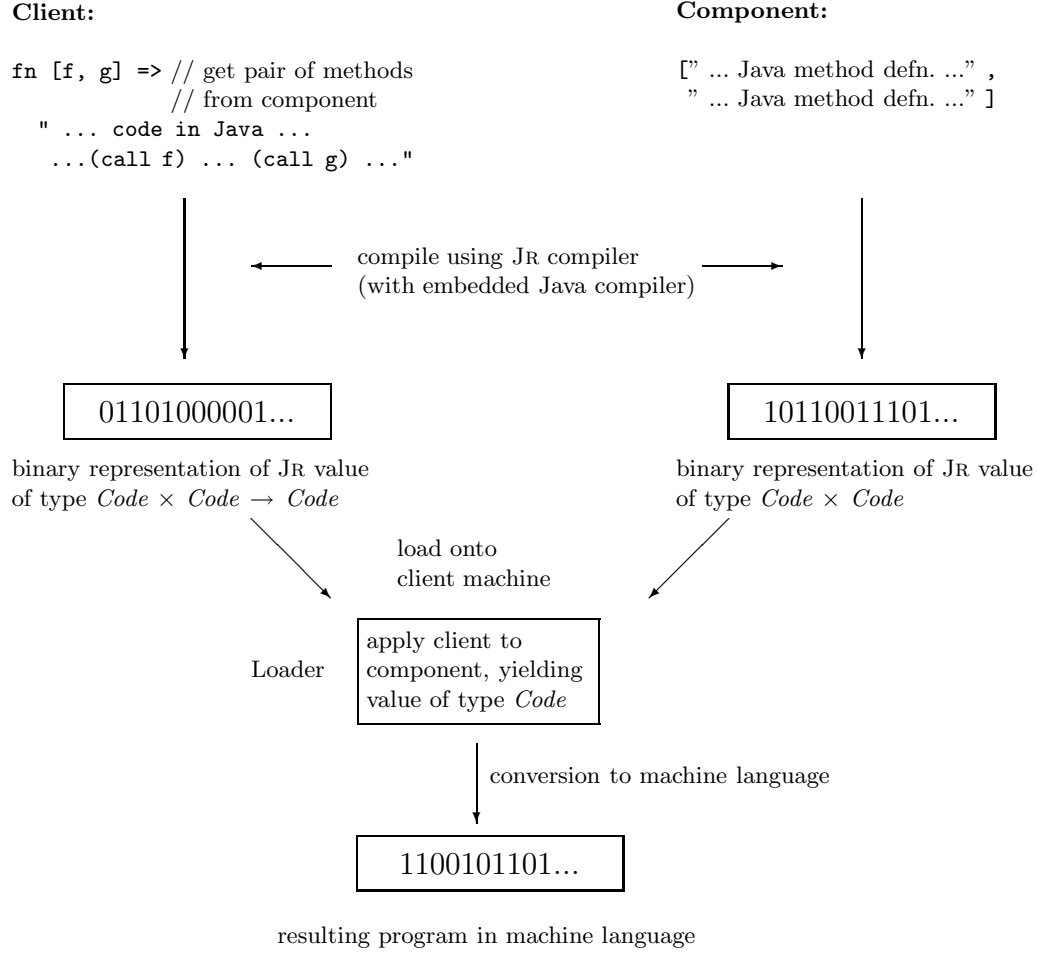 Client:
fn [f, g] => // get pair of methods
// from component
" ... code in Java ...
...(call f) ... (call g) ..."
Component:
[” ... Java method defn. ...” ,
” ... Java method defn. ...” ]
compile using JR compiler
(with embedded Java compiler)
01101000001...
binary representation of JR value
of type Code × Code → Code
10110011101...
binary representation of JR value
of type Code × Code
load onto
client machine
Loader
apply client to
component, yielding
value of type Code
conversion to machine language
1100101101...
resulting program in machine language